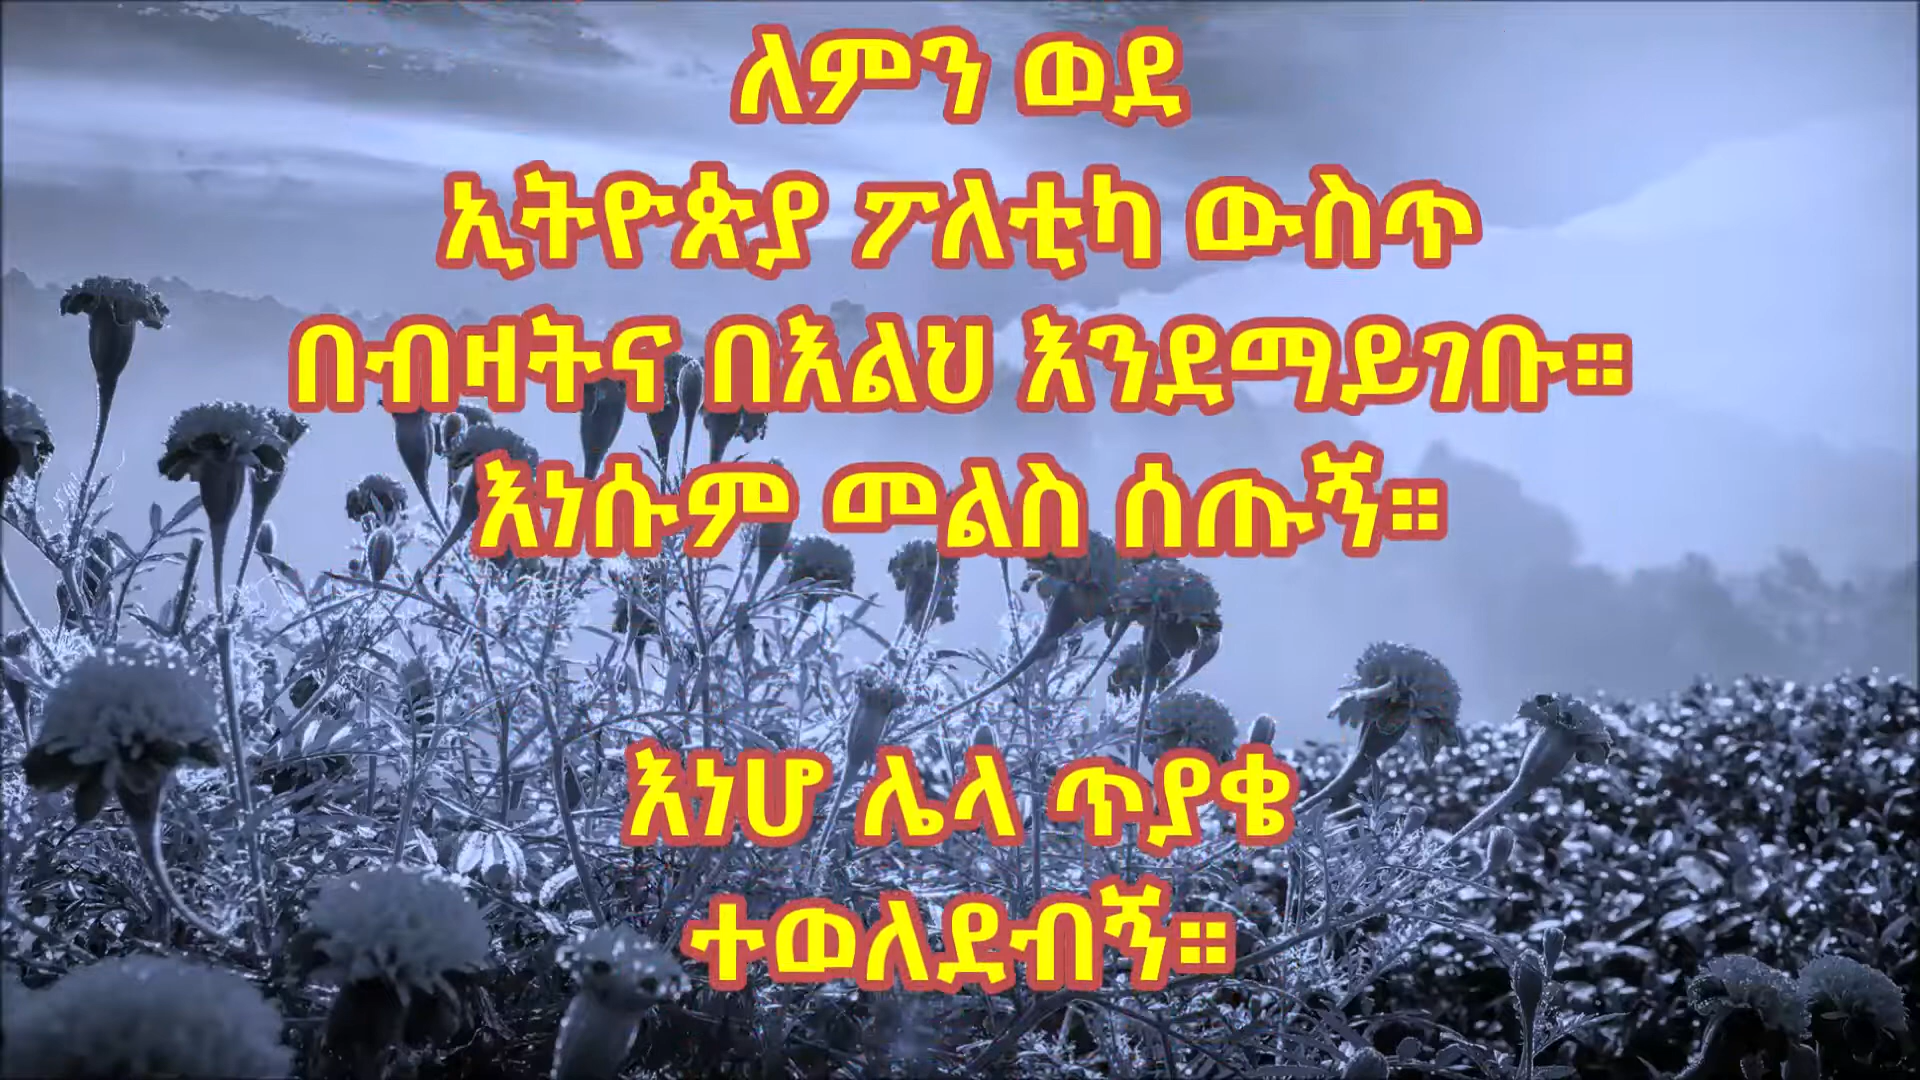 ለምን ወደ
ኢትዮጵያ ፖለቲካ ውስጥ
በብዛትና በእልህ እንደማይገቡ።
እነሱም መልስ ሰጡኝ።
እነሆ ሌላ ጥያቄ
ተወለደብኝ።